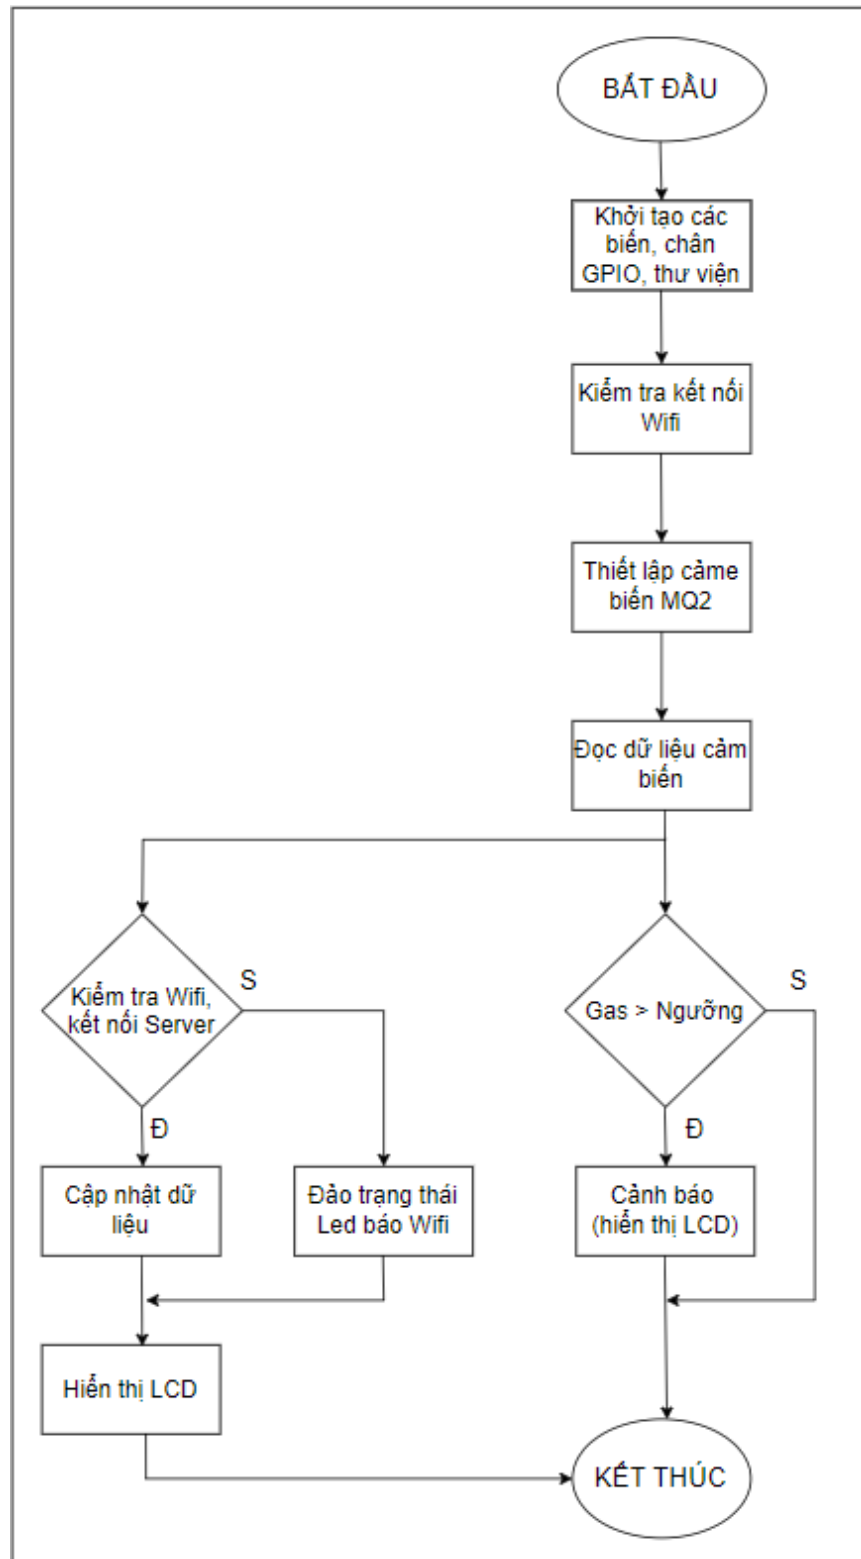 BẮT ĐẦU
Khởi tạo các
biến, chân
GPIO, thư viện
Kiểm tra kết nối
Wifi
Thiết lập cảme
biến MQ2
Đọc dữ liệu cảm
biến
Kiểm tra Wifi,
kết nối Server
S
Đ
Cập nhật dữ
liệu
Đảo trạng thái
Led báo Wifi
Hiển thị LCD
Gas > Ngưỡng
S
Đ
Cảnh báo
(hiển thị LCD)
KẾT THÚC